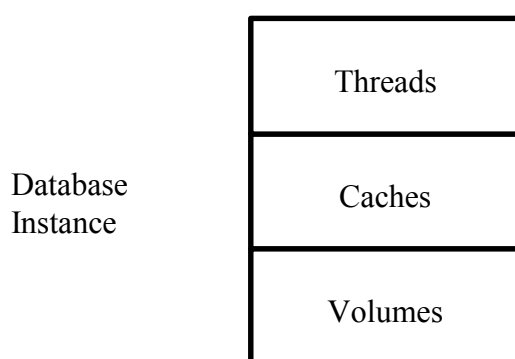 Threads
Database
Instance
Caches
Volumes